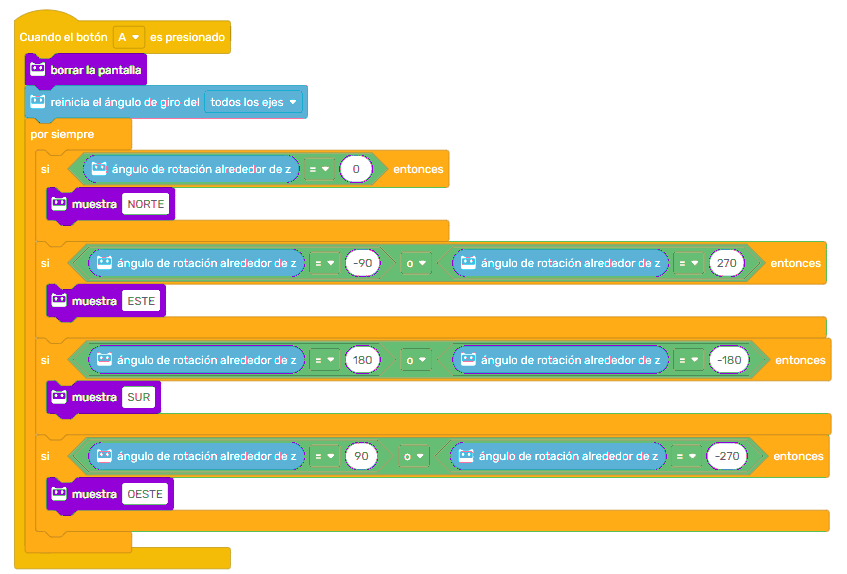 Cuando el botón A es presionado
borrar la pantalla
reinicia el ángulo de giro del todos los ejes
por siempre
si ángulo de rotación alrededor de z = 0 entonces
muestra NORTE
si ángulo de rotación alrededor de z = -90 o ángulo de rotación alrededor de z = 270 entonces
muestra ESTE
si ángulo de rotación alrededor de z = 180 o ángulo de rotación alrededor de z = -180 entonces
muestra SUR
si ángulo de rotación alrededor de z = 90 o ángulo de rotación alrededor de z = -270 entonces
muestra OESTE